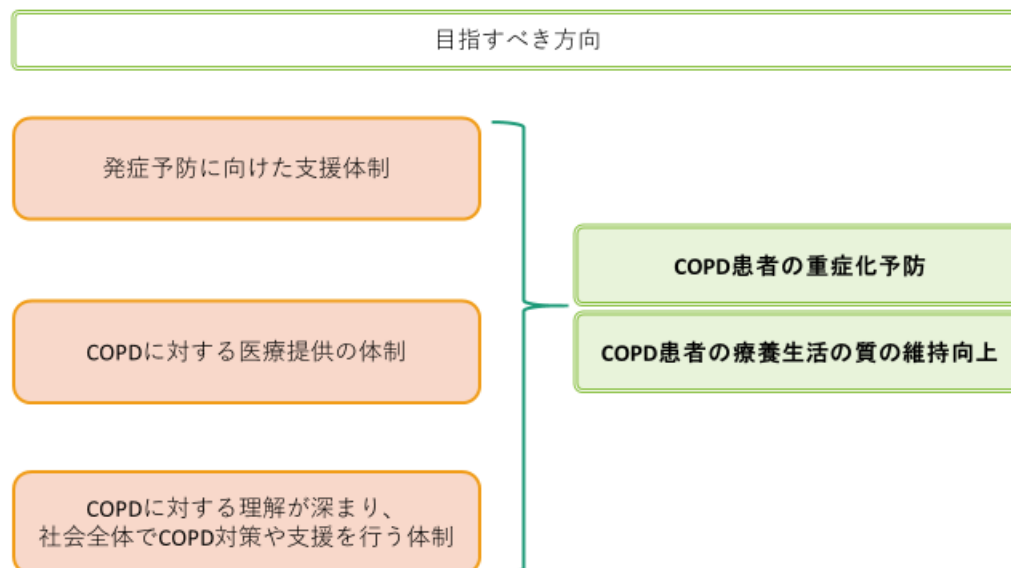 目指すべき方向
発症予防に向けた支援体制
COPDに対する医療提供の体制
COPDに対する理解が深まり、
社会全体でCOPD対策や支援を行う体制
COPD患者の重症化予防
COPD患者の療養生活の質の維持向上